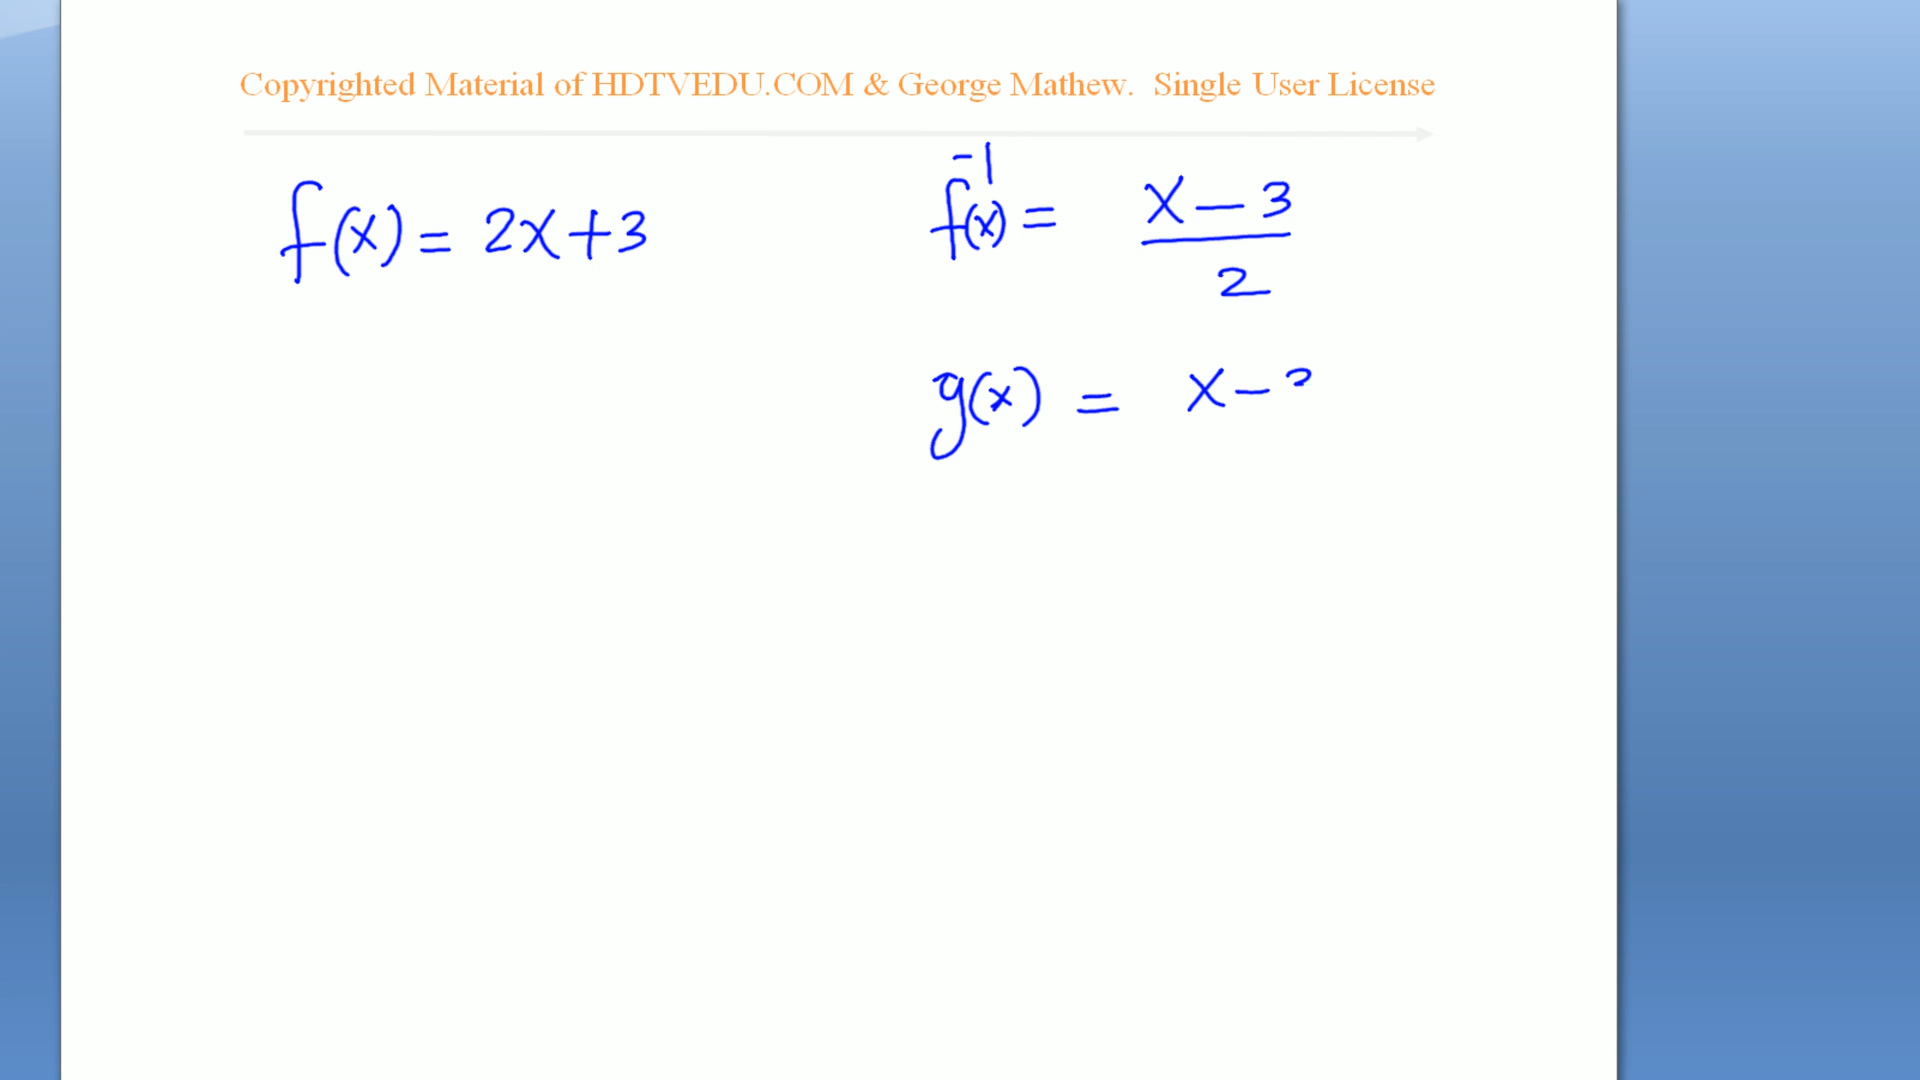 Copyrighted Material of HDTVEDU.COM & George Mathew. Single User License
f(x) = 2x+3
f⁻¹(x) = x-3
2
g(x) = x-